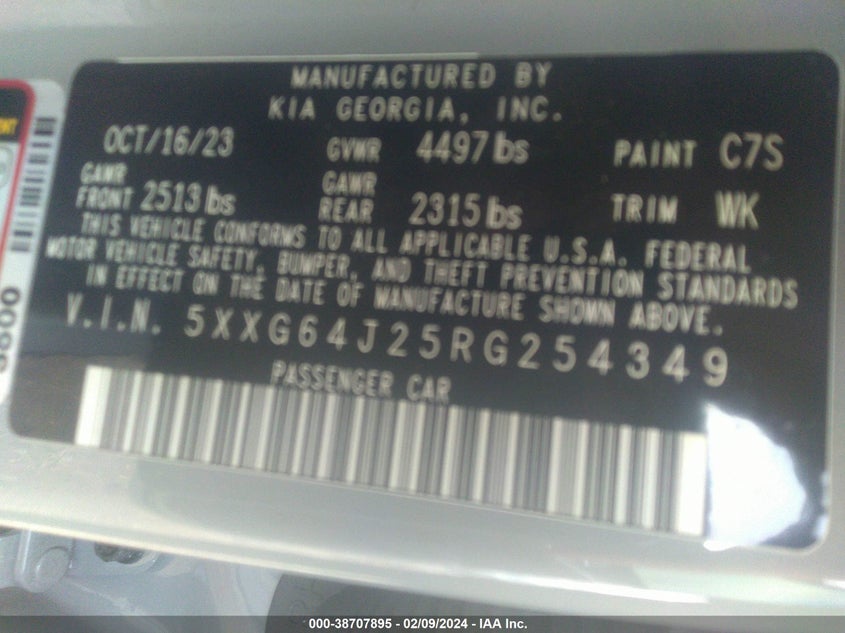 MANUFACTURED BY
KIA GEORGIA, INC.
OCT/16/23 GVWR 4497 lbs PAINT C7S
GAWR FRONT 2513 lbs GAWR REAR 2315 lbs TRIM WK
THIS VEHICLE CONFORMS TO ALL APPLICABLE U.S.A. FEDERAL
MOTOR VEHICLE SAFETY, BUMPER, AND THEFT PREVENTION STANDARDS
IN EFFECT ON THE DATE OF MANUFACTURE SHOWN ABOVE.
V.I.N. 5XXG64J25RG254349
PASSENGER CAR
000-38707895 - 02/09/2024 - IAA Inc.